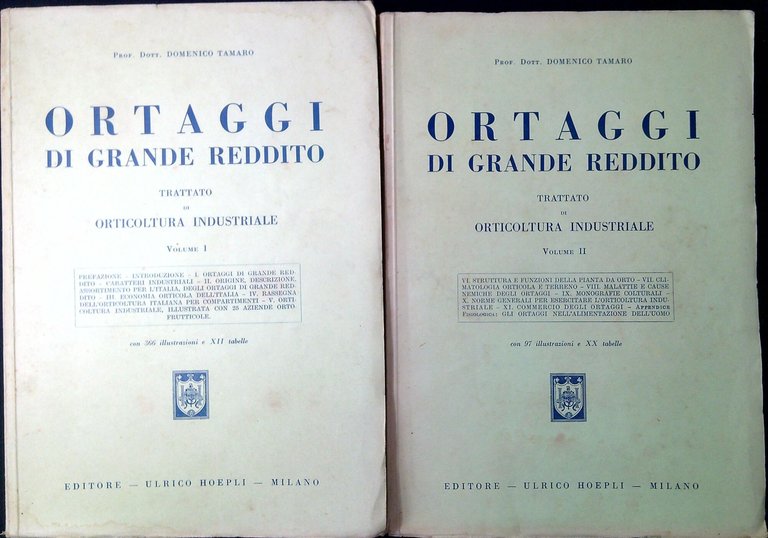 Prof. Dott. DOMENICO TAMARO
ORTAGGI
DI GRANDE REDDITO
TRATTATO
DI
ORTICOLTURA INDUSTRIALE
Volume I
PREFAZIONE - INTRODUZIONE - I. ORTAGGI DI GRANDE RED-
DITO - CARATTERI INDUSTRIALI - II. ORIGINE, DESCRIZIONE,
ASSORTIMENTO PER L'ITALIA, DEGLI ORTAGGI DI GRANDE RED-
DITO - III. ECONOMIA ORTICOLA DELL'ITALIA - IV. RASSEGNA
DELL'ORTICOLTURA ITALIANA PER COMPARTIMENTI - V. ORTI-
COLTURA INDUSTRIALE, ILLUSTRATA CON 25 AZIENDE ORTO-
FRUTTICOLE.
con 366 illustrazioni e XII tabelle
EDITORE — ULRICO HOEPLI — MILANO
Prof. Dott. DOMENICO TAMARO
ORTAGGI
DI GRANDE REDDITO
TRATTATO
DI
ORTICOLTURA INDUSTRIALE
Volume II
VI. STRUTTURA E FUNZIONI DELLA PIANTA DA ORTO - VII. CLI-
MATOLOGIA ORTICOLA E TERRENO - VIII. MALATTIE E CAUSE
NEMICHE DEGLI ORTAGGI - IX. MONOGRAFIE COLTURALI -
X. NORME GENERALI PER ESERCITARE L'ORTICOLTURA INDU-
STRIALE - XI. COMMERCIO DEGLI ORTAGGI - Appendice
Fisiologica: GLI ORTAGGI NELL'ALIMENTAZIONE DELL'UOMO
con 97 illustrazioni e XX tabelle
EDITORE — ULRICO HOEPLI — MILANO